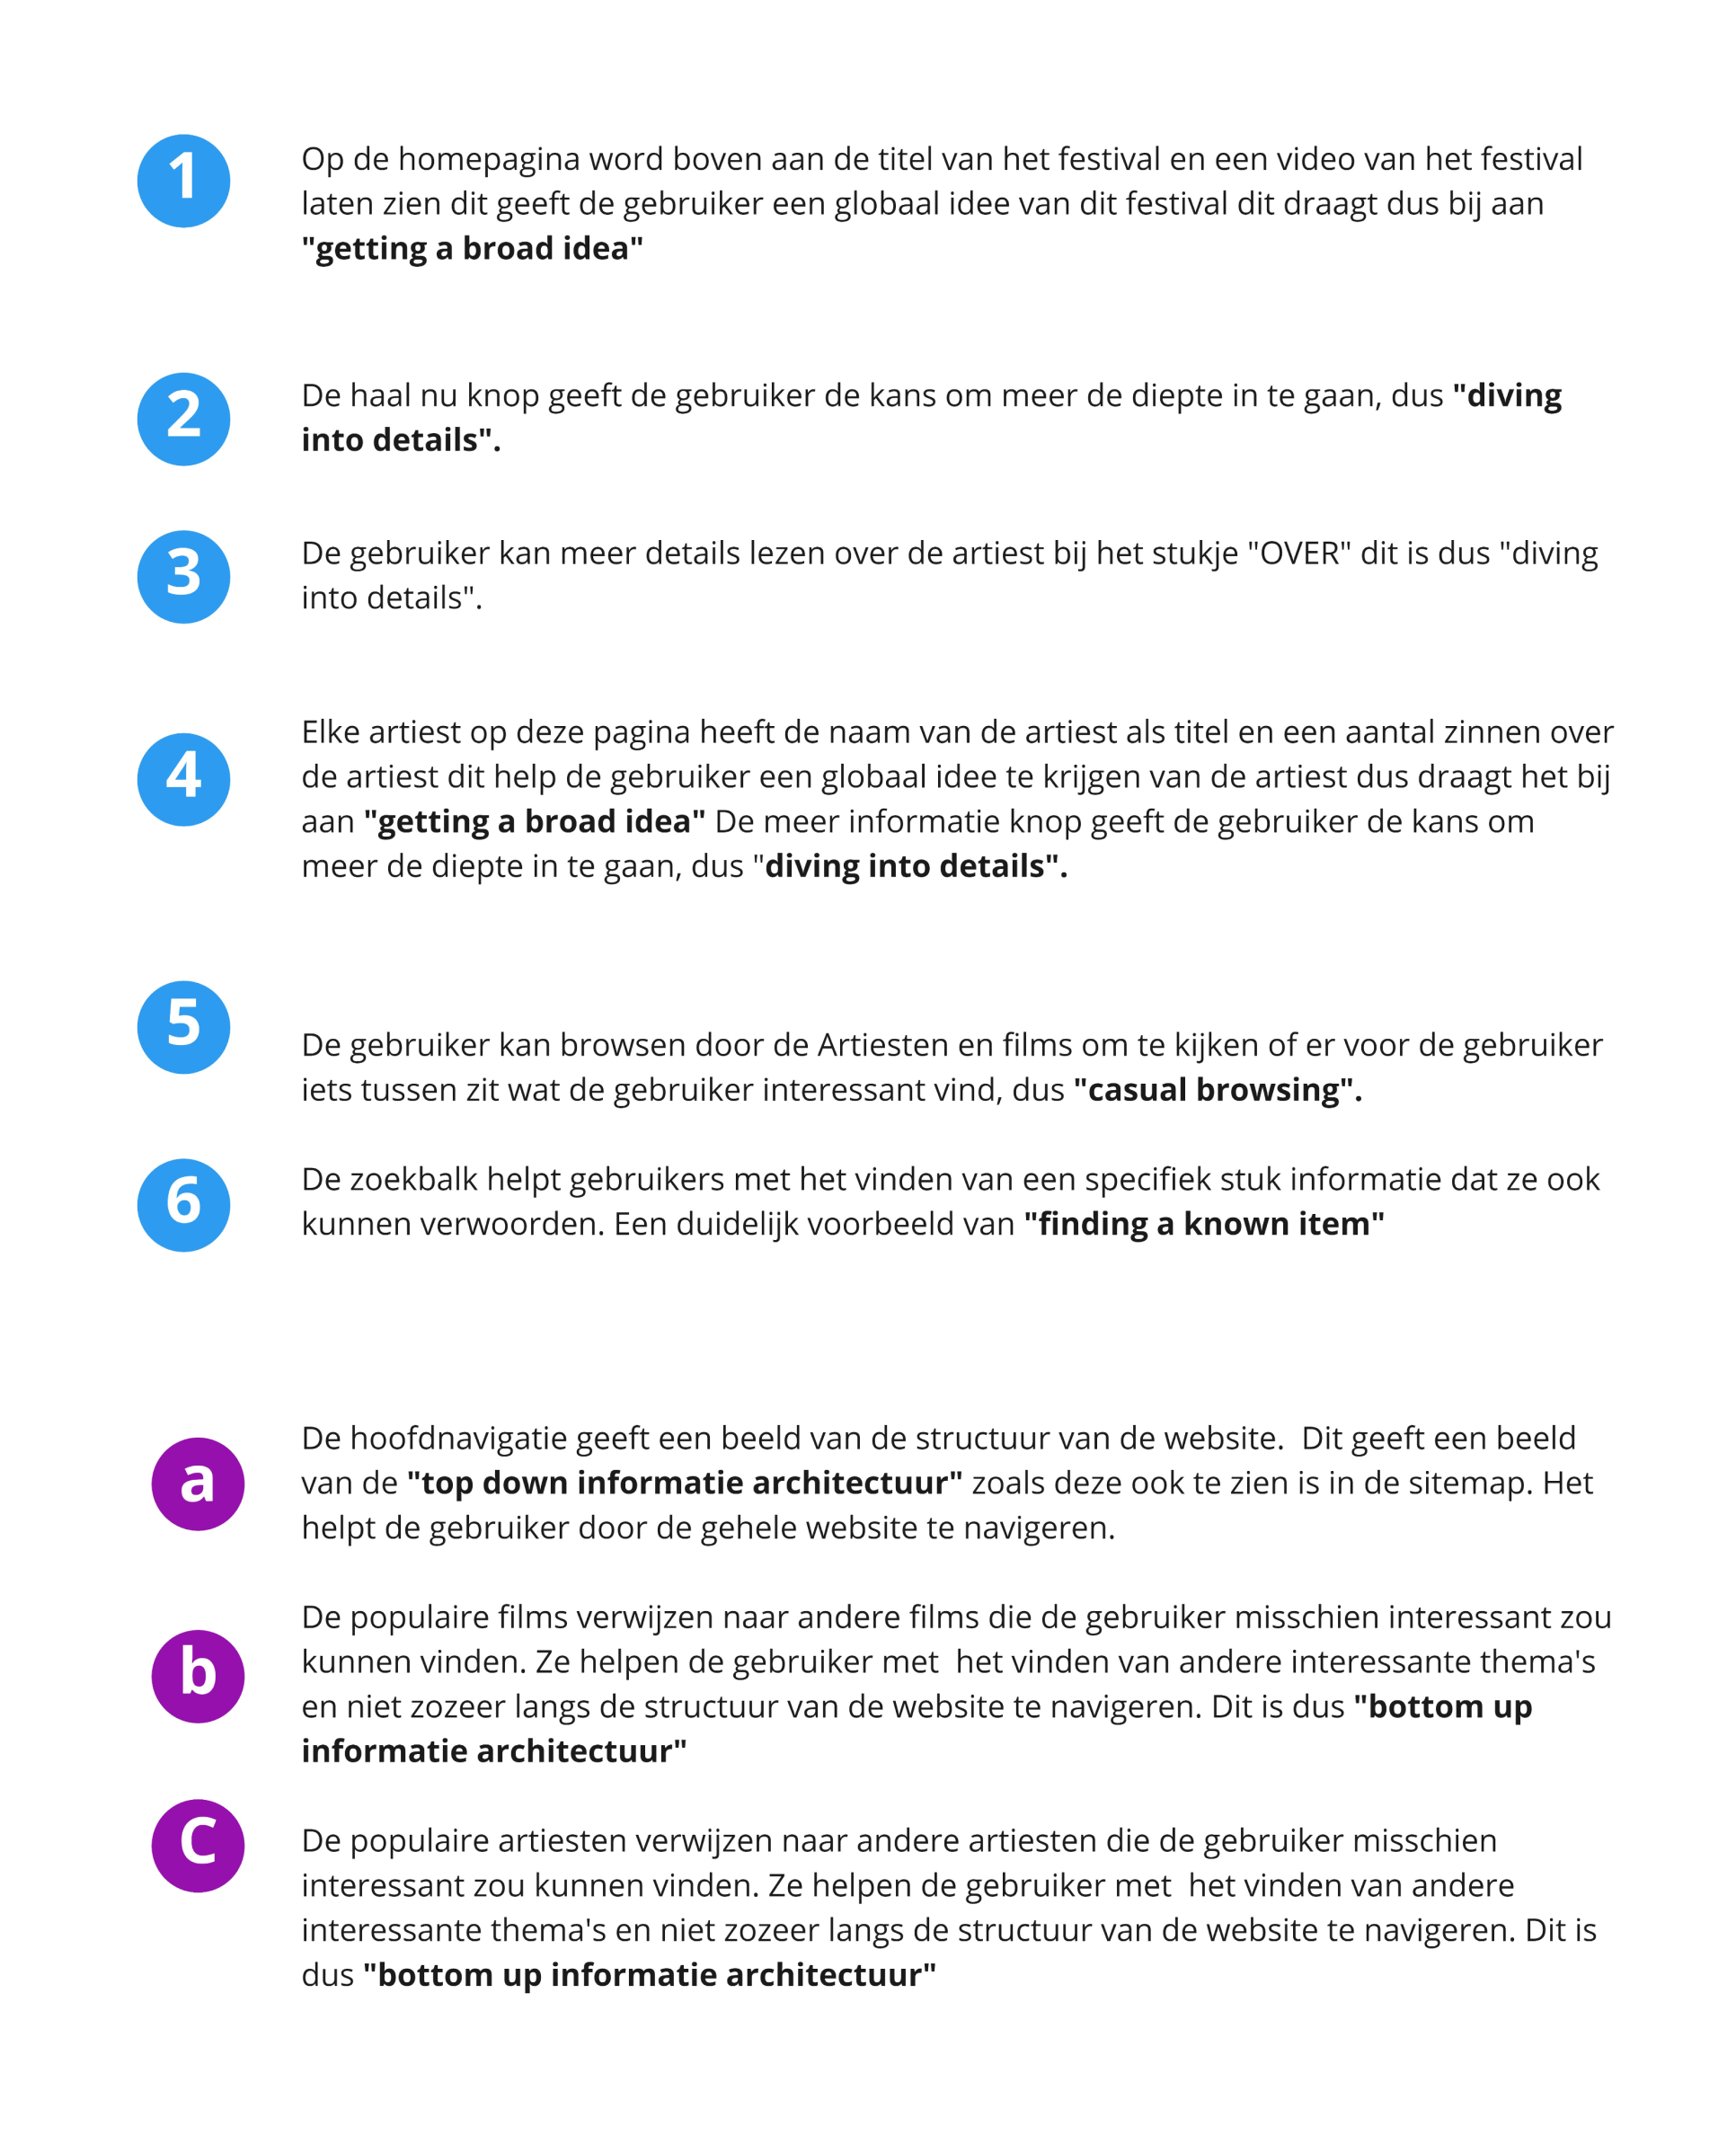 1
Op de homepagina word boven aan de titel van het festival en een video van het festival
laten zien dit geeft de gebruiker een globaal idee van dit festival dit draagt dus bij aan
"getting a broad idea"
2
De haal nu knop geeft de gebruiker de kans om meer de diepte in te gaan, dus "diving
into details".
3
De gebruiker kan meer details lezen over de artiest bij het stukje "OVER" dit is dus "diving
into details".
4
Elke artiest op deze pagina heeft de naam van de artiest als titel en een aantal zinnen over
de artiest dit help de gebruiker een globaal idee te krijgen van de artiest dus draagt het bij
aan "getting a broad idea" De meer informatie knop geeft de gebruiker de kans om
meer de diepte in te gaan, dus "diving into details".
5
De gebruiker kan browsen door de Artiesten en films om te kijken of er voor de gebruiker
iets tussen zit wat de gebruiker interessant vind, dus "casual browsing".
6
De zoekbalk helpt gebruikers met het vinden van een specifiek stuk informatie dat ze ook
kunnen verwoorden. Een duidelijk voorbeeld van "finding a known item"
a
De hoofdnavigatie geeft een beeld van de structuur van de website.  Dit geeft een beeld
van de "top down informatie architectuur" zoals deze ook te zien is in de sitemap. Het
helpt de gebruiker door de gehele website te navigeren.
b
De populaire films verwijzen naar andere films die de gebruiker misschien interessant zou
kunnen vinden. Ze helpen de gebruiker met  het vinden van andere interessante thema's
en niet zozeer langs de structuur van de website te navigeren. Dit is dus "bottom up
informatie architectuur"
C
De populaire artiesten verwijzen naar andere artiesten die de gebruiker misschien
interessant zou kunnen vinden. Ze helpen de gebruiker met  het vinden van andere
interessante thema's en niet zozeer langs de structuur van de website te navigeren. Dit is
dus "bottom up informatie architectuur"